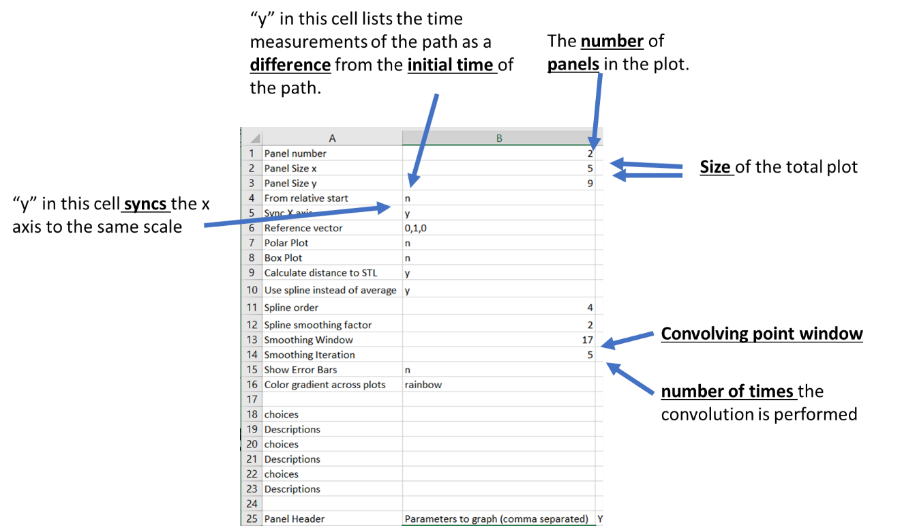 “y” in this cell lists the time
measurements of the path as a
difference from the initial time of
the path.
The number of
panels in the plot.
“y” in this cell syncs the x
axis to the same scale
Size of the total plot
Convolving point window
number of times the
convolution is performed
A B
1 Panel number 2
2 Panel Size x 5
3 Panel Size y 9
4 From relative start n
5 Sync X axis y
6 Reference vector 0,1,0
7 Polar Plot n
8 Box Plot n
9 Calculate distance to STL y
10 Use spline instead of average y
11 Spline order 4
12 Spline smoothing factor 2
13 Smoothing Window 17
14 Smoothing Iteration 5
15 Show Error Bars n
16 Color gradient across plots rainbow
17
18 choices
19 Descriptions
20 choices
21 Descriptions
22 choices
23 Descriptions
24
25 Panel Header Parameters to graph (comma separated) Y